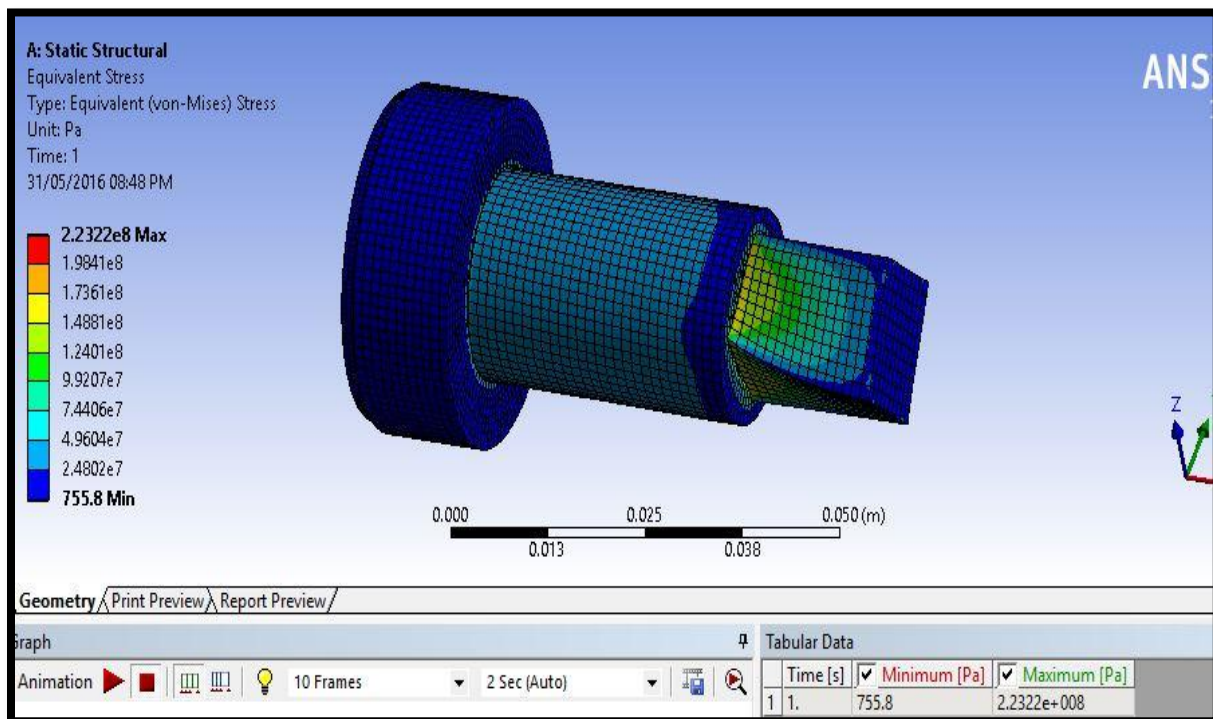 A: Static Structural
Equivalent Stress
Type: Equivalent (von-Mises) Stress
Unit: Pa
Time: 1
31/05/2016 08:48 PM
2.2322e8 Max
1.9841e8
1.7361e8
1.4881e8
1.2401e8
9.9207e7
7.4406e7
4.9604e7
2.4802e7
755.8 Min
ANS
Z
0.000 0.025 0.050 (m)
0.013 0.038
Geometry Print Preview Report Preview
raph
Tabular Data
Animation 10 Frames 2 Sec (Auto)
Time [s] Minimum [Pa] Maximum [Pa]
1 1. 755.8 2.2322e+008